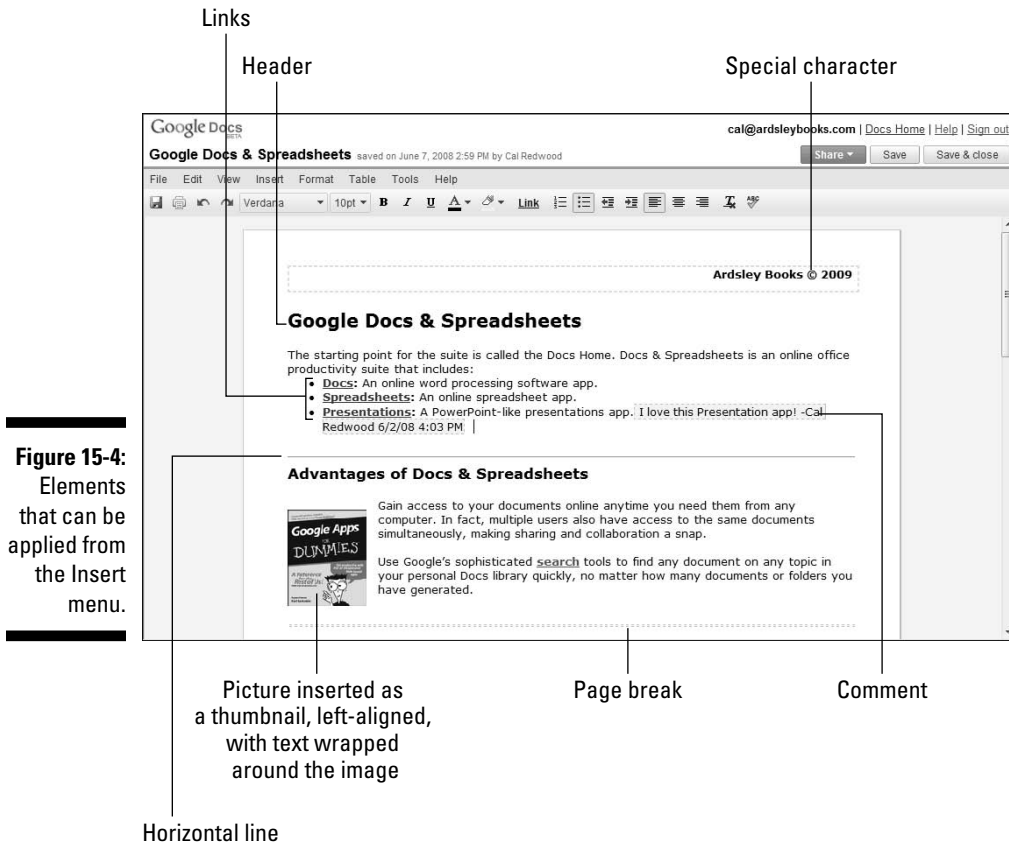 Links
Header
Special character
Google Docs
BETA
cal@ardsleybooks.com | Docs Home | Help | Sign out
Google Docs & Spreadsheets saved on June 7, 2008 2:59 PM by Cal Redwood
Share Save Save & close
File Edit View Insert Format Table Tools Help
Verdana 10pt B I U A Link
ABC
Ardsley Books © 2009
Google Docs & Spreadsheets
The starting point for the suite is called the Docs Home. Docs & Spreadsheets is an online office
productivity suite that includes:
• Docs: An online word processing software app.
• Spreadsheets: An online spreadsheet app.
• Presentations: A PowerPoint-like presentations app. I love this Presentation app! -Cal
Redwood 6/2/08 4:03 PM
Figure 15-4:
Elements
that can be
applied from
the Insert
menu.
Advantages of Docs & Spreadsheets
Google Apps
FOR
DUMMIES
Gain access to your documents online anytime you need them from any
computer. In fact, multiple users also have access to the same documents
simultaneously, making sharing and collaboration a snap.
Use Google's sophisticated search tools to find any document on any topic in
your personal Docs library quickly, no matter how many documents or folders you
have generated.
Picture inserted as
a thumbnail, left-aligned,
with text wrapped
around the image
Page break
Comment
Horizontal line